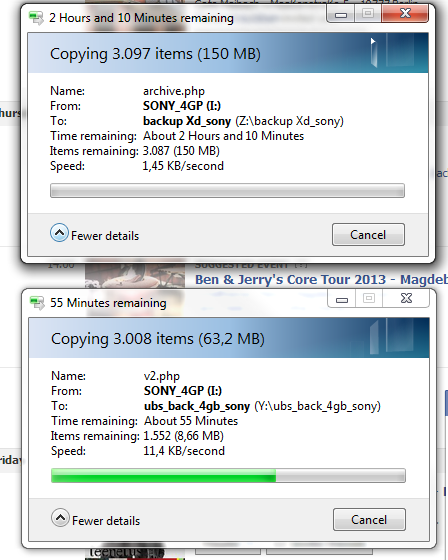 2 Hours and 10 Minutes remaining
Copying 3.097 items (150 MB)
Name: archive.php
From: SONY_4GP (I:)
To: backup Xd_sony (Z:\backup Xd_sony)
Time remaining: About 2 Hours and 10 Minutes
Items remaining: 3.087 (150 MB)
Speed: 1,45 KB/second
Fewer details
Cancel
SUGGESTED EVENT
Ben & Jerry's Core Tour 2013 - Magdeb
55 Minutes remaining
Copying 3.008 items (63,2 MB)
Name: v2.php
From: SONY_4GP (I:)
To: ubs_back_4gb_sony (Y:\ubs_back_4gb_sony)
Time remaining: About 55 Minutes
Items remaining: 1.552 (8,66 MB)
Speed: 11,4 KB/second
Fewer details
Cancel